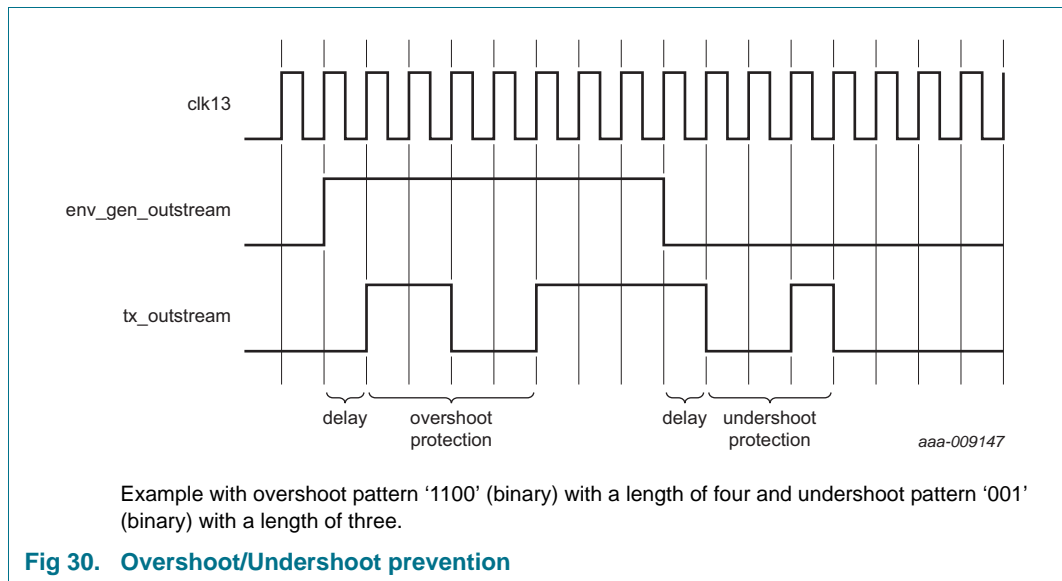 clk13
env_gen_outstream
tx_outstream
delay
overshoot
protection
delay
undershoot
protection
aaa-009147
Example with overshoot pattern ‘1100’ (binary) with a length of four and undershoot pattern ‘001’
(binary) with a length of three.
Fig 30. Overshoot/Undershoot prevention